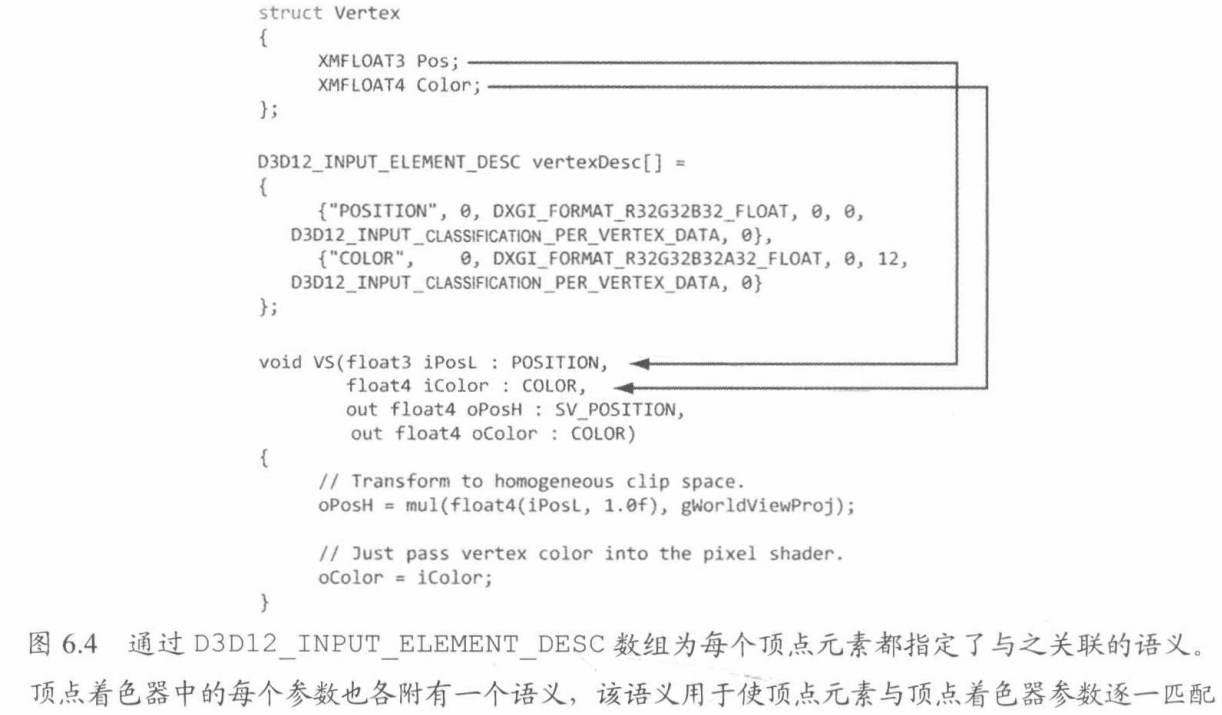 struct Vertex
{
XMFLOAT3 Pos;
XMFLOAT4 Color;
};
D3D12_INPUT_ELEMENT_DESC vertexDesc[] =
{
{"POSITION", 0, DXGI_FORMAT_R32G32B32_FLOAT, 0, 0,
D3D12_INPUT_CLASSIFICATION_PER_VERTEX_DATA, 0},
{"COLOR", 0, DXGI_FORMAT_R32G32B32A32_FLOAT, 0, 12,
D3D12_INPUT_CLASSIFICATION_PER_VERTEX_DATA, 0}
};
void VS(float3 iPosL : POSITION,
float4 iColor : COLOR,
out float4 oPosH : SV_POSITION,
out float4 oColor : COLOR)
{
// Transform to homogeneous clip space.
oPosH = mul(float4(iPosL, 1.0f), gWorldViewProj);
// Just pass vertex color into the pixel shader.
oColor = iColor;
}
图 6.4 通过 D3D12_INPUT_ELEMENT_DESC 数组为每个顶点元素都指定了与之关联的语义。
顶点着色器中的每个参数也各附有一个语义，该语义用于使顶点元素与顶点着色器参数逐一匹配